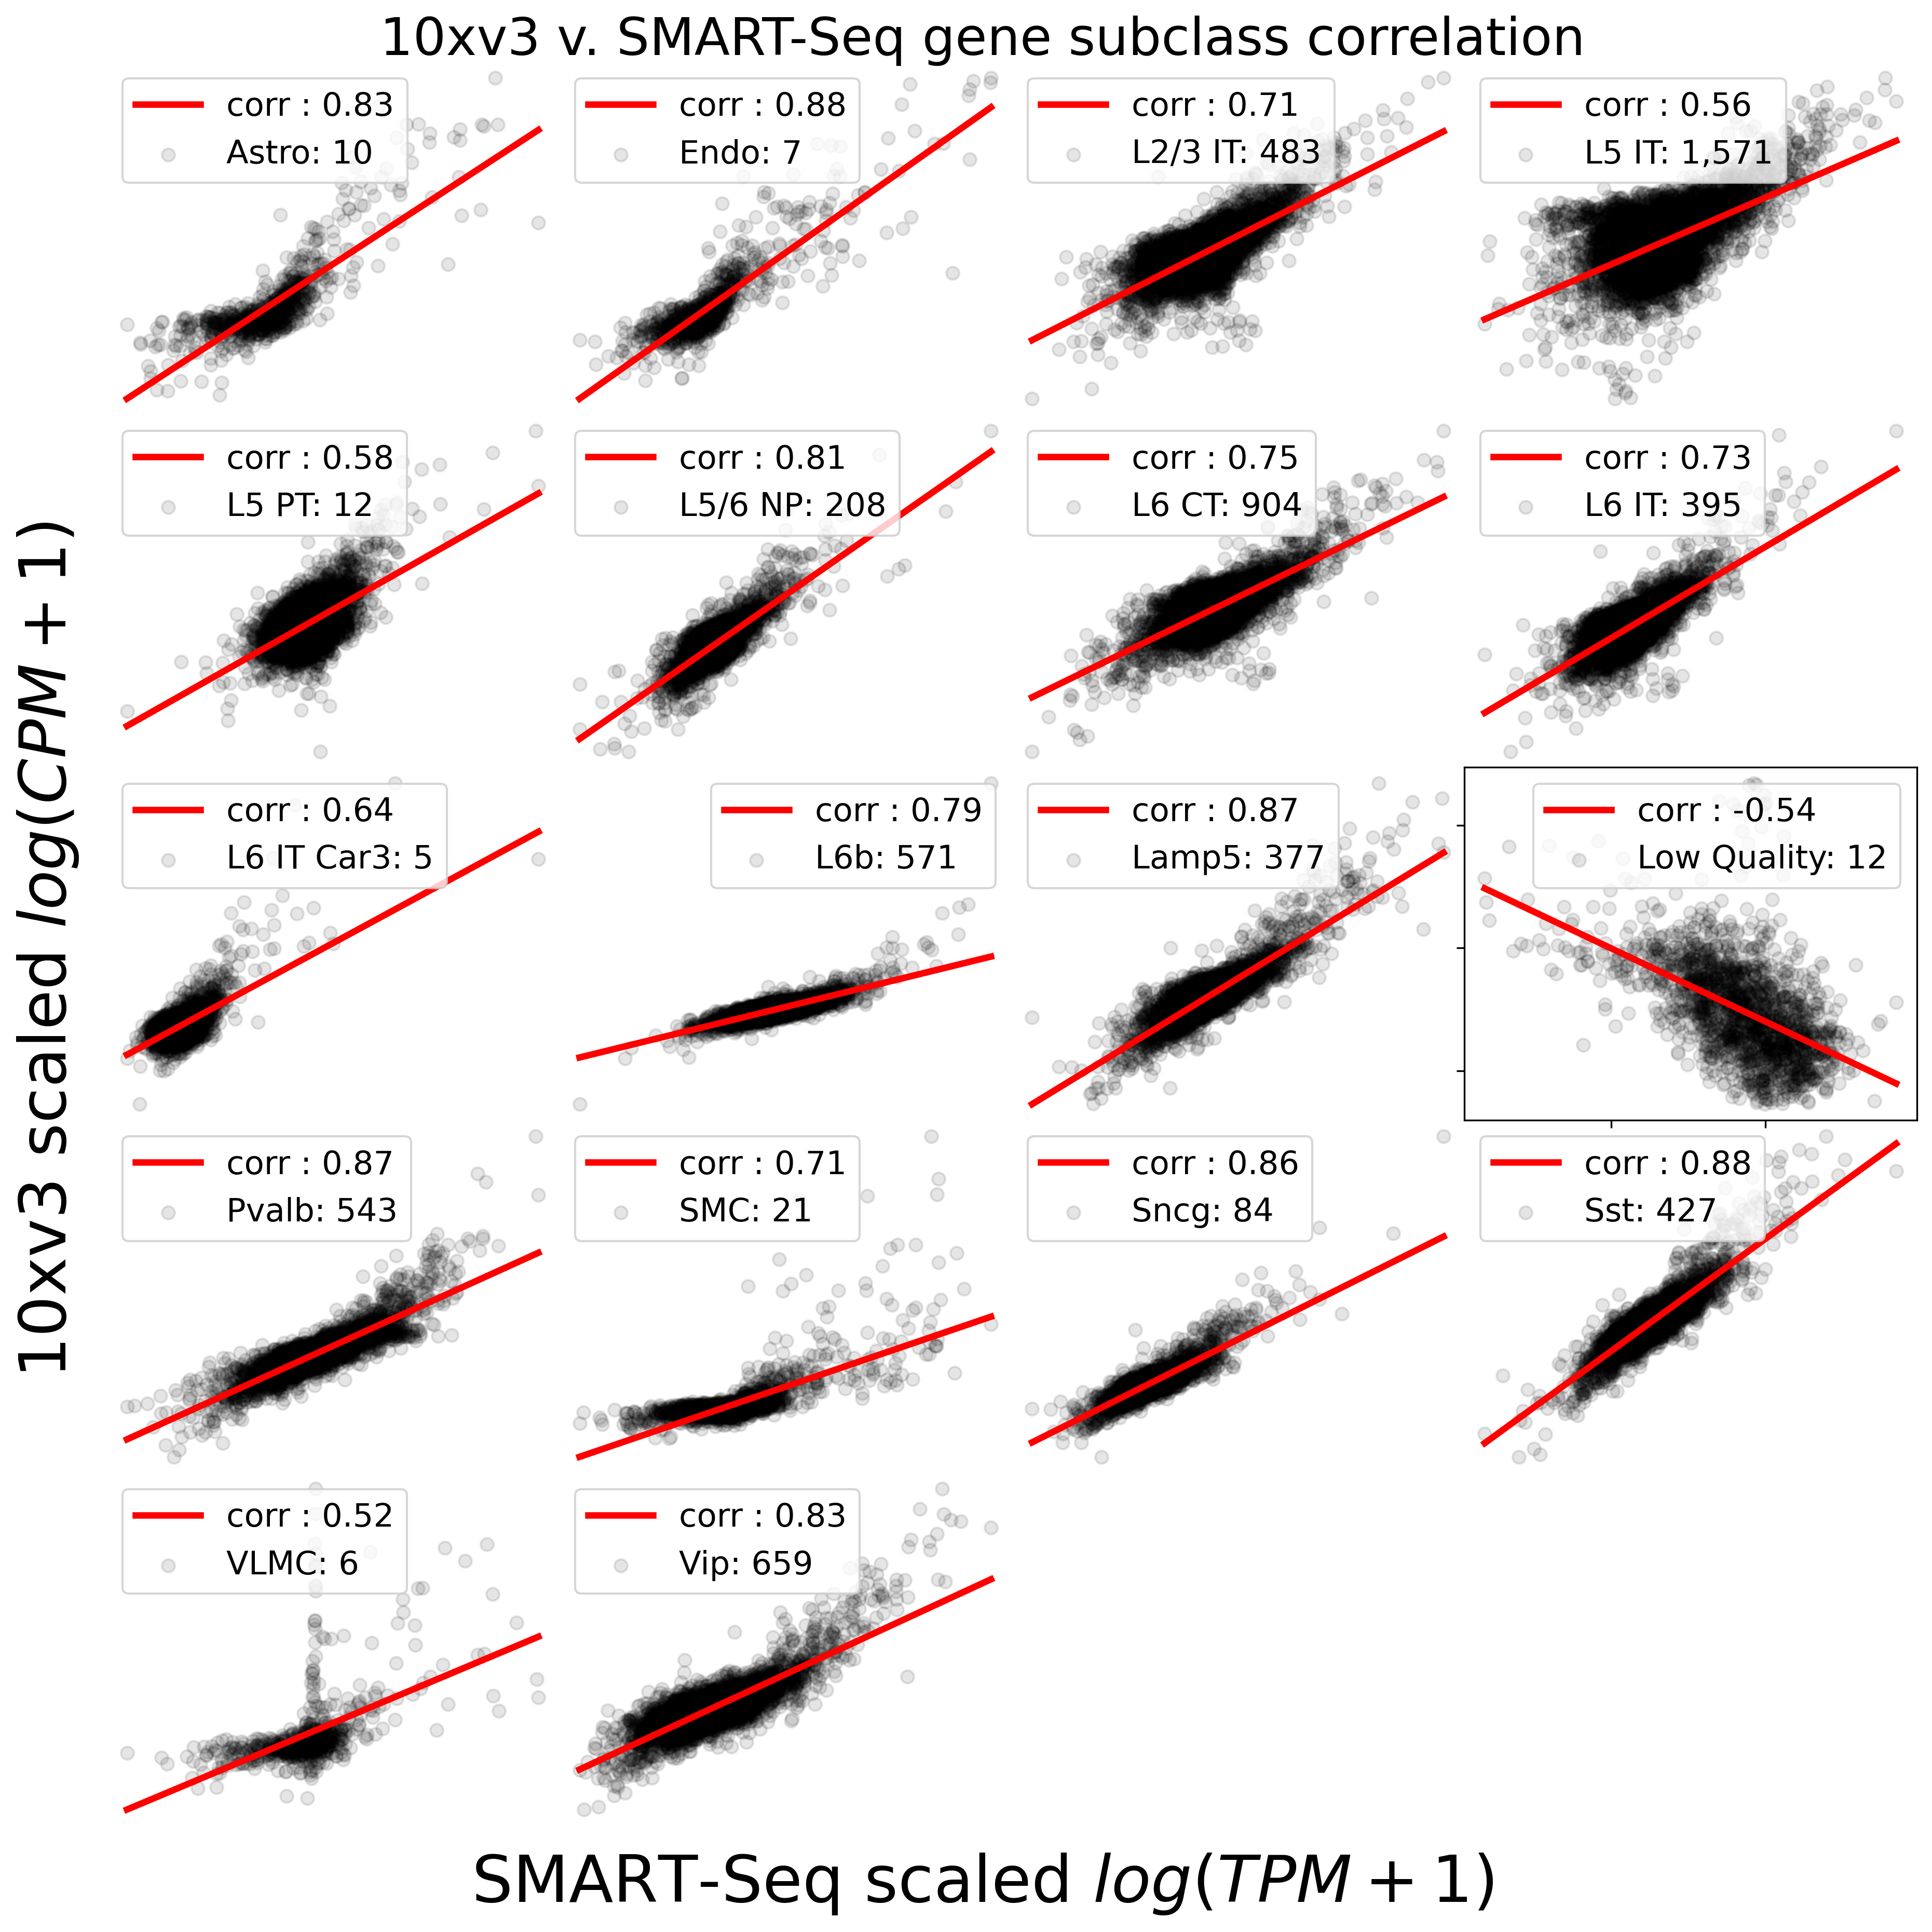 10xv3 v. SMART-Seq gene subclass correlation
corr : 0.83
Astro: 10
corr : 0.88
Endo: 7
corr : 0.71
L2/3 IT: 483
corr : 0.56
L5 IT: 1,571
corr : 0.58
L5 PT: 12
corr : 0.81
L5/6 NP: 208
corr : 0.75
L6 CT: 904
corr : 0.73
L6 IT: 395
corr : 0.64
L6 IT Car3: 5
corr : 0.79
L6b: 571
corr : 0.87
Lamp5: 377
corr : -0.54
Low Quality: 12
corr : 0.87
Pvalb: 543
corr : 0.71
SMC: 21
corr : 0.86
Sncg: 84
corr : 0.88
Sst: 427
corr : 0.52
VLMC: 6
corr : 0.83
Vip: 659
10xv3 scaled log(CPM + 1)
SMART-Seq scaled log(TPM + 1)